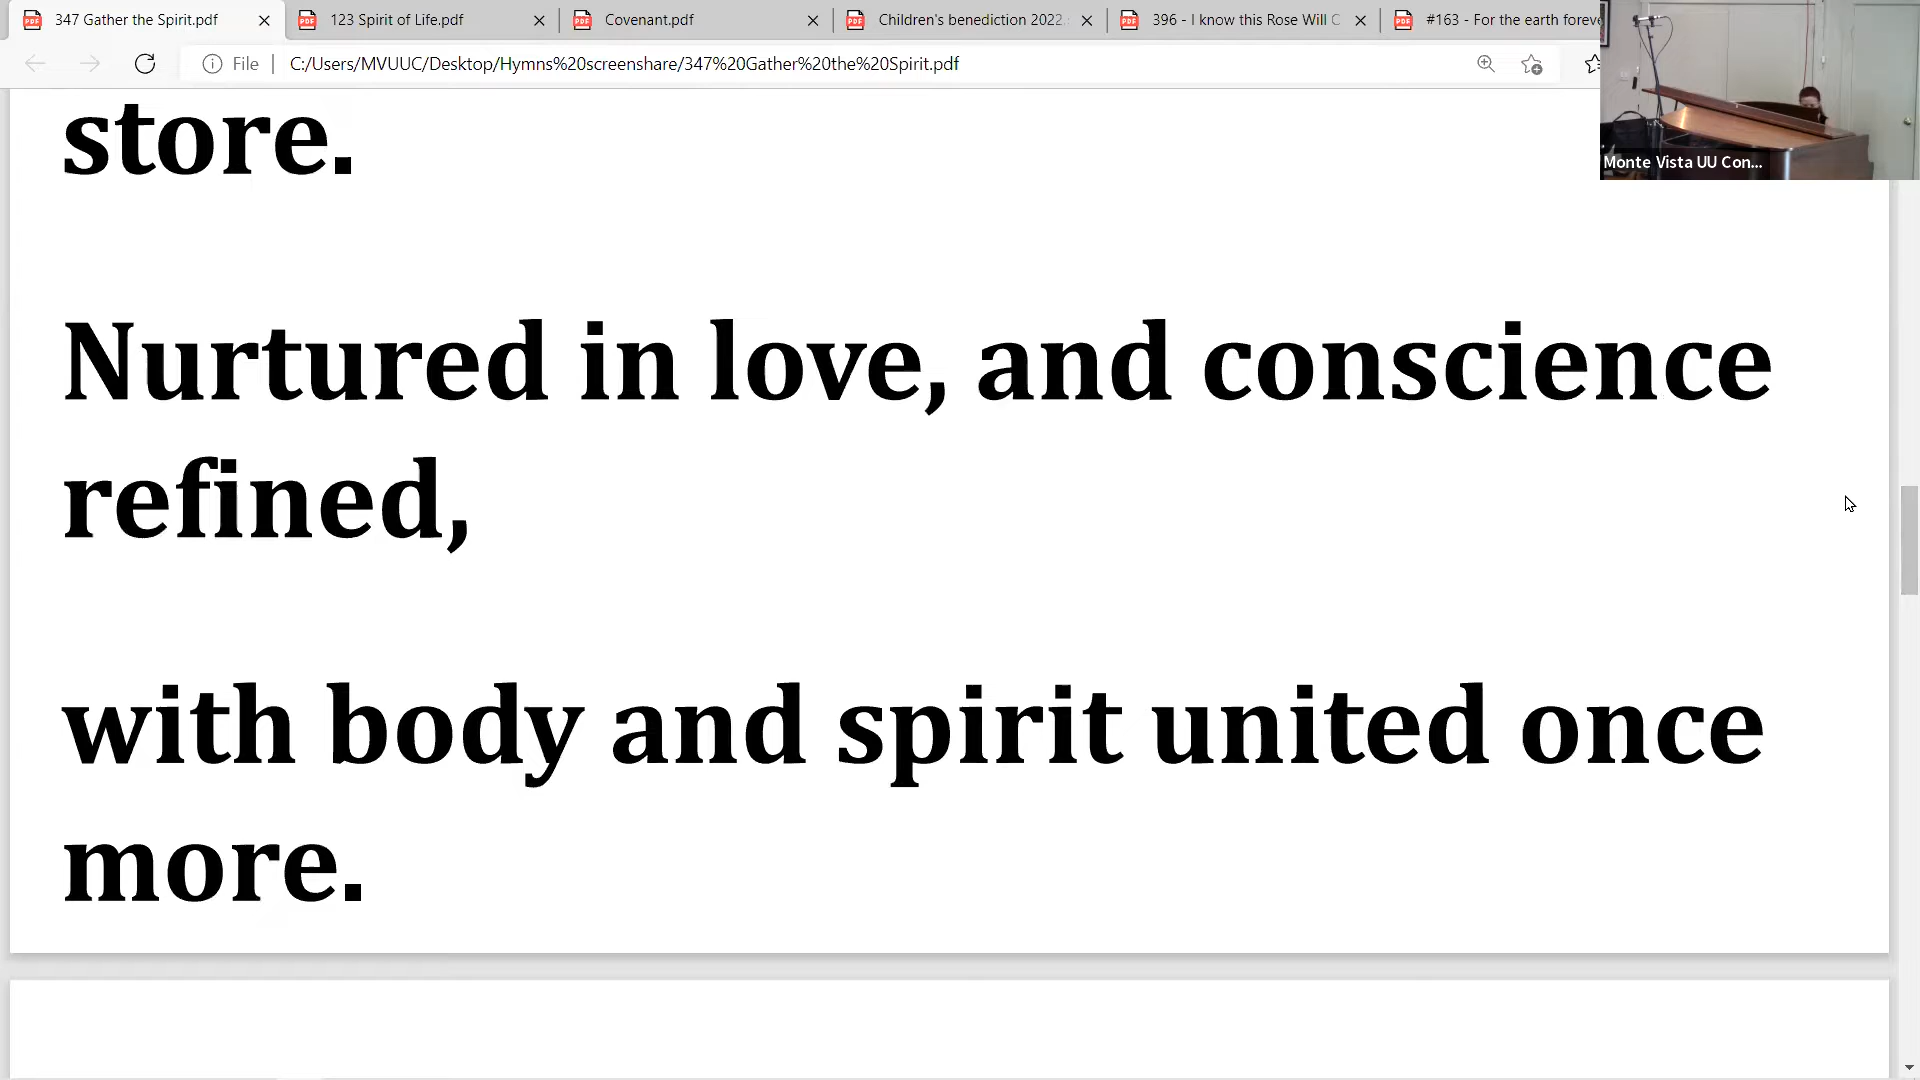 347 Gather the Spirit.pdf
123 Spirit of Life.pdf
Covenant.pdf
Children's benediction 2022.
396 - I know this Rose Will C
#163 - For the earth foreve
File
C:/Users/MVUUC/Desktop/Hymns%20screenshare/347%20Gather%20the%20Spirit.pdf
Monte Vista UU Con...
store.
Nurtured in love, and conscience
refined,
with body and spirit united once
more.